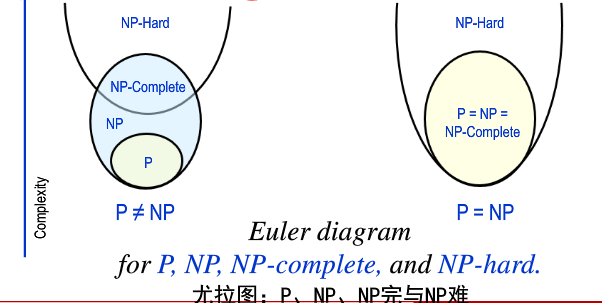 NP-Hard
NP-Complete
NP
P
P ≠ NP
NP-Hard
P = NP =
NP-Complete
P = NP
Complexity
Euler diagram
for P, NP, NP-complete, and NP-hard.
尤拉图：P、NP、NP完与NP难